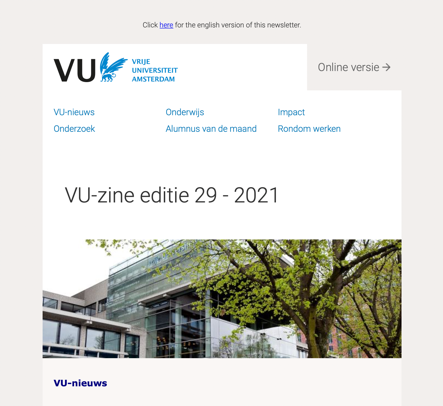 Click here for the english version of this newsletter.
VU VRIJE
UNIVERSITEIT
AMSTERDAM
Online versie →
VU-nieuws Onderwijs Impact
Onderzoek Alumnus van de maand Rondom werken
VU-zine editie 29 - 2021
VU-nieuws